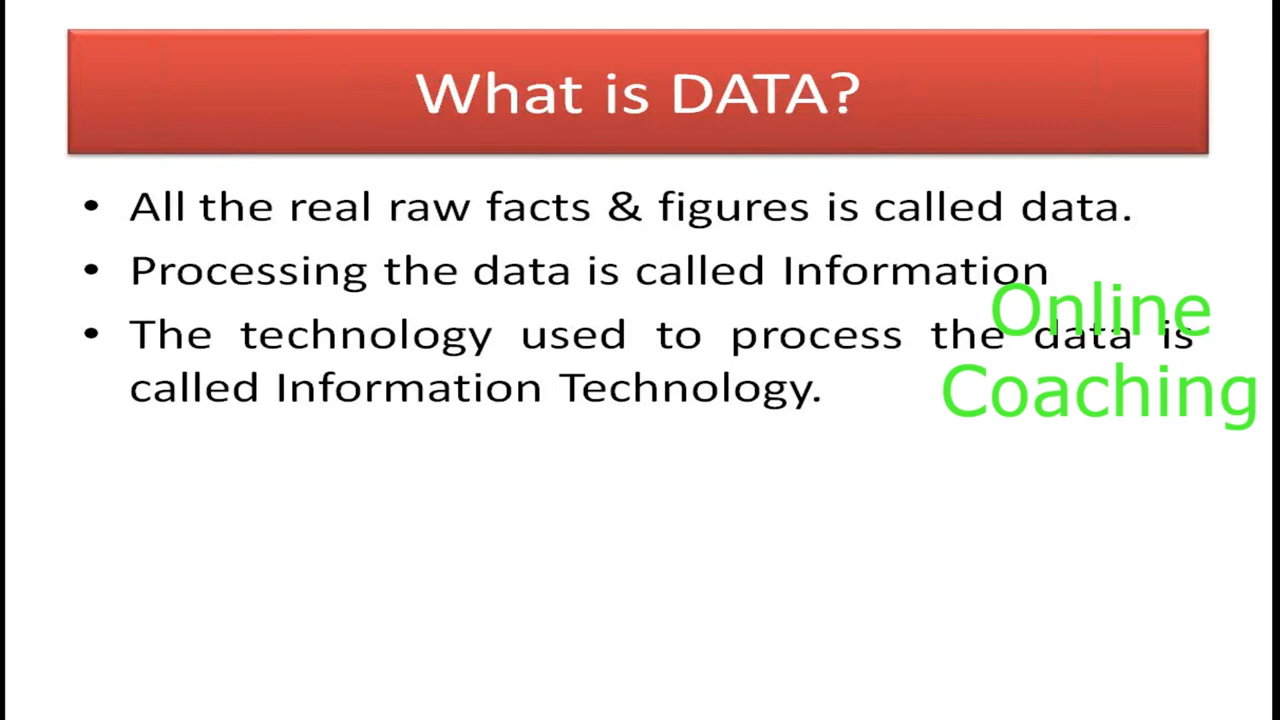 What is DATA?
• All the real raw facts & figures is called data.
• Processing the data is called Information
• The technology used to process the data is
called Information Technology.
Online
Coaching